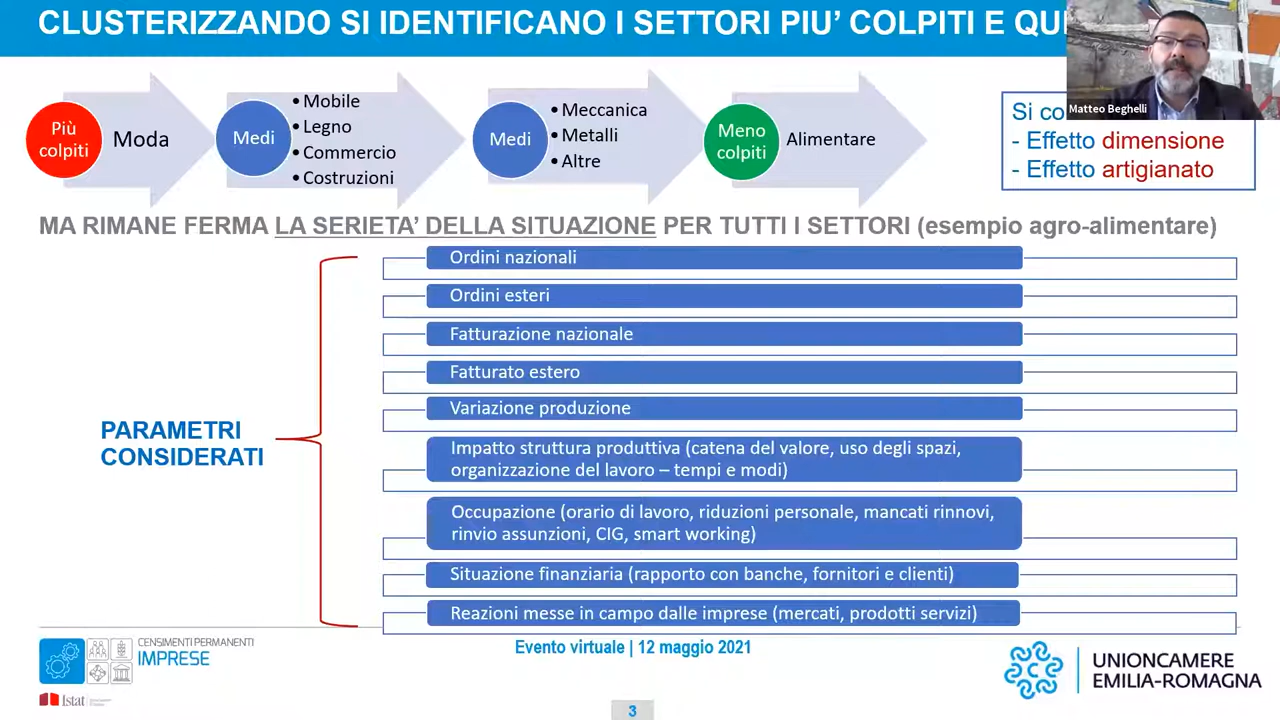 CLUSTERIZZANDO SI IDENTIFICANO I SETTORI PIU’ COLPITI E
Matteo Beghelli
Più
colpiti
Moda
Medi
• Mobile
• Legno
• Commercio
• Costruzioni
Medi
• Meccanica
• Metalli
• Altre
Meno
colpiti
Alimentare
Si
- Effetto dimensione
- Effetto artigianato
MA RIMANE FERMA LA SERIETA’ DELLA SITUAZIONE PER TUTTI I SETTORI (esempio agro-alimentare)
PARAMETRI
CONSIDERATI
Ordini nazionali
Ordini esteri
Fatturazione nazionale
Fatturato estero
Variazione produzione
Impatto struttura produttiva (catena del valore, uso degli spazi,
organizzazione del lavoro – tempi e modi)
Occupazione (orario di lavoro, riduzioni personale, mancati rinnovi,
rinvio assunzioni, CIG, smart working)
Situazione finanziaria (rapporto con banche, fornitori e clienti)
Reazioni messe in campo dalle imprese (mercati, prodotti servizi)
CENSIMENTI PERMANENTI
IMPRESE
Istat
Evento virtuale | 12 maggio 2021
UNIONCAMERE
EMILIA-ROMAGNA
3